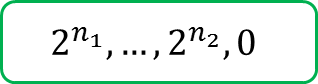 2^{n_1}, …, 2^{n_2}, 0